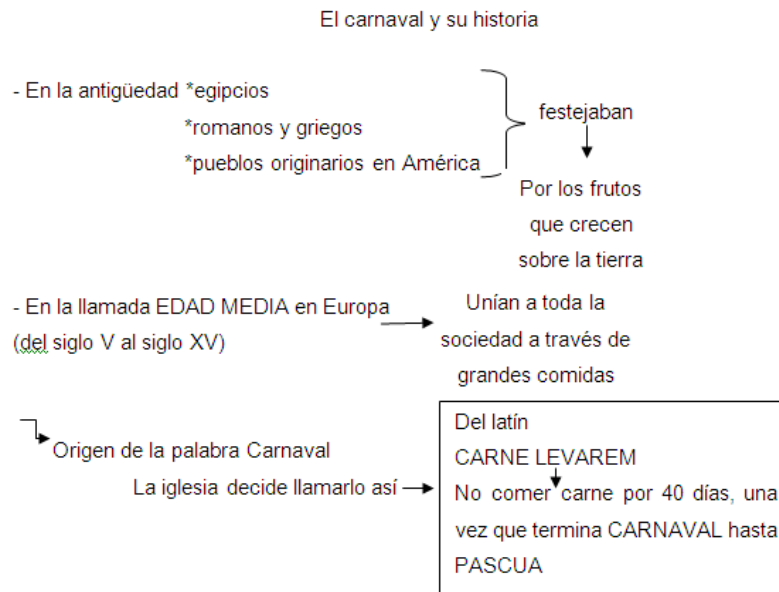 El carnaval y su historia
- En la antigüedad *egipcios
*romanos y griegos
*pueblos originarios en América
festejaban
Por los frutos
que crecen
sobre la tierra
- En la llamada EDAD MEDIA en Europa
(del siglo V al siglo XV)
Unían a toda la
sociedad a través de
grandes comidas
Origen de la palabra Carnaval
La iglesia decide llamarlo así
Del latín
CARNE LEVAREM
No comer carne por 40 días, una
vez que termina CARNAVAL hasta
PASCUA